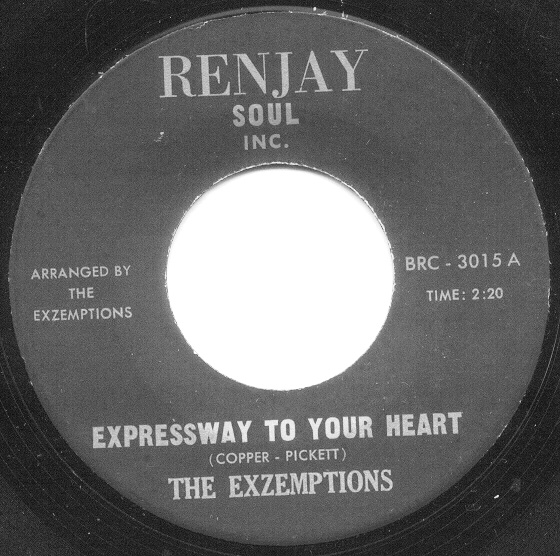 RENJAY
SOUL
INC.
ARRANGED BY
THE
EXZEMPTIONS
BRC - 3015 A
TIME: 2:20
EXPRESSWAY TO YOUR HEART
(COPPER - PICKETT)
THE EXZEMPTIONS